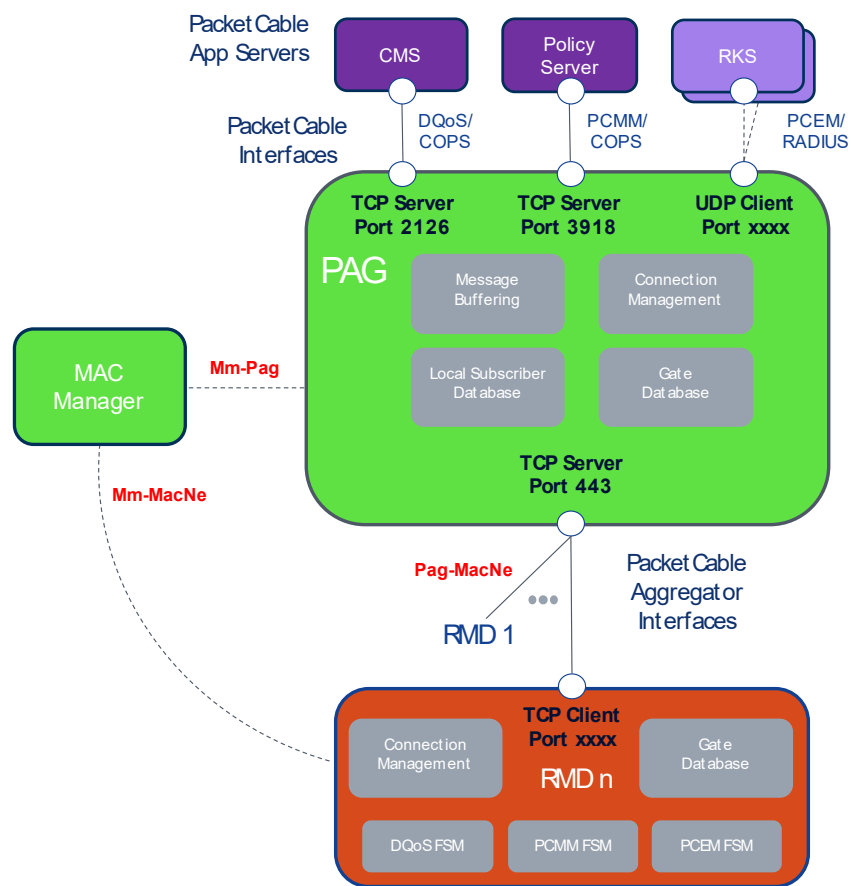 Packet Cable
App Servers
CMS
Policy
Server
RKS
Packet Cable
Interfaces
DQoS/
COPS
PCMM/
COPS
PCEM/
RADIUS
TCP Server
Port 2126
TCP Server
Port 3918
UDP Client
Port xxxx
PAG
Message
Buffering
Connection
Management
MAC
Manager
Mm-Pag
Local Subscriber
Database
Gate
Database
TCP Server
Port 443
Mm-MacNe
Pag-MacNe
Packet Cable
Aggregator
Interfaces
RMD 1
TCP Client
Port xxxx
Connection
Management
RMD n
Gate
Database
DQoS FSM
PCMM FSM
PCEM FSM